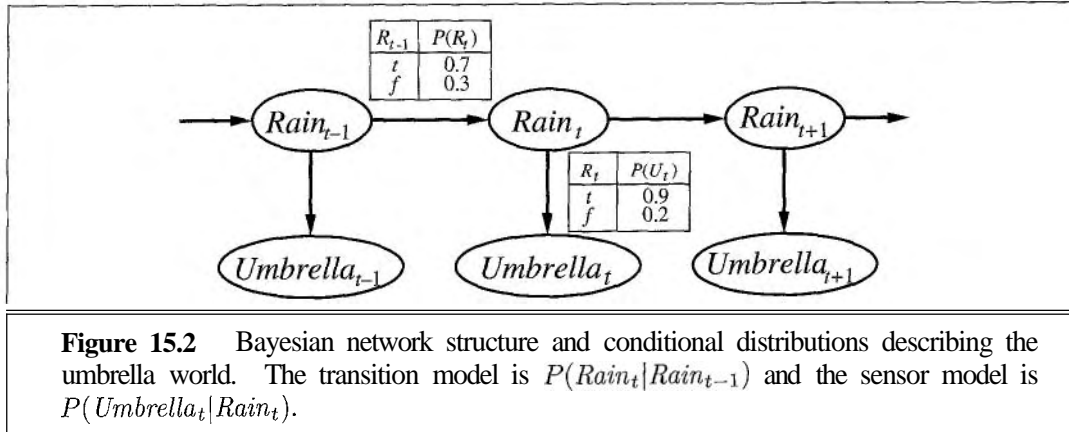 R_{t-1} P(R_t)
t 0.7
f 0.3
Rain_{t-1} Rain_t Rain_{t+1}
R_t P(U_t)
t 0.9
f 0.2
Umbrella_{t-1} Umbrella_t Umbrella_{t+1}
Figure 15.2 Bayesian network structure and conditional distributions describing the
umbrella world. The transition model is P(Rain_t|Rain_{t-1}) and the sensor model is
P(Umbrella_t|Rain_t).